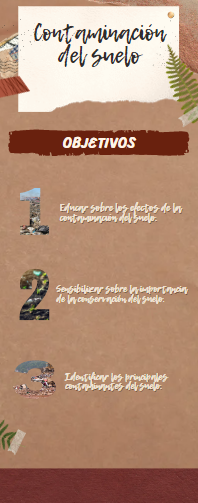 Contaminación
del suelo
OBJETIVOS
1
Educar sobre los efectos de la
contaminación del suelo.
2
Sensibilizar sobre la importancia
de la conservación del suelo.
3
Identificar los principales
contaminantes del suelo.